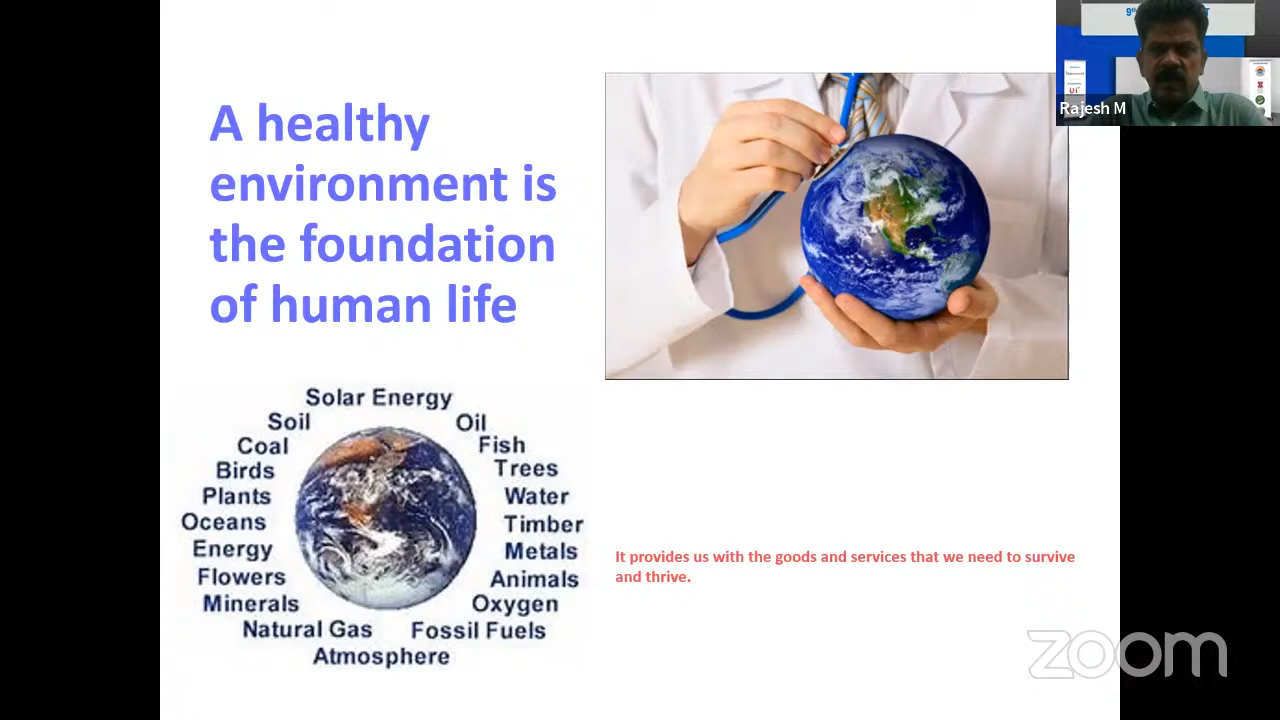 A healthy
environment is
the foundation
of human life
Rajesh M
Solar Energy
Soil
Oil
Coal
Fish
Birds
Trees
Plants
Water
Oceans
Timber
Energy
Metals
Flowers
Animals
Minerals
Oxygen
Natural Gas
Fossil Fuels
Atmosphere
It provides us with the goods and services that we need to survive
and thrive.
zoom